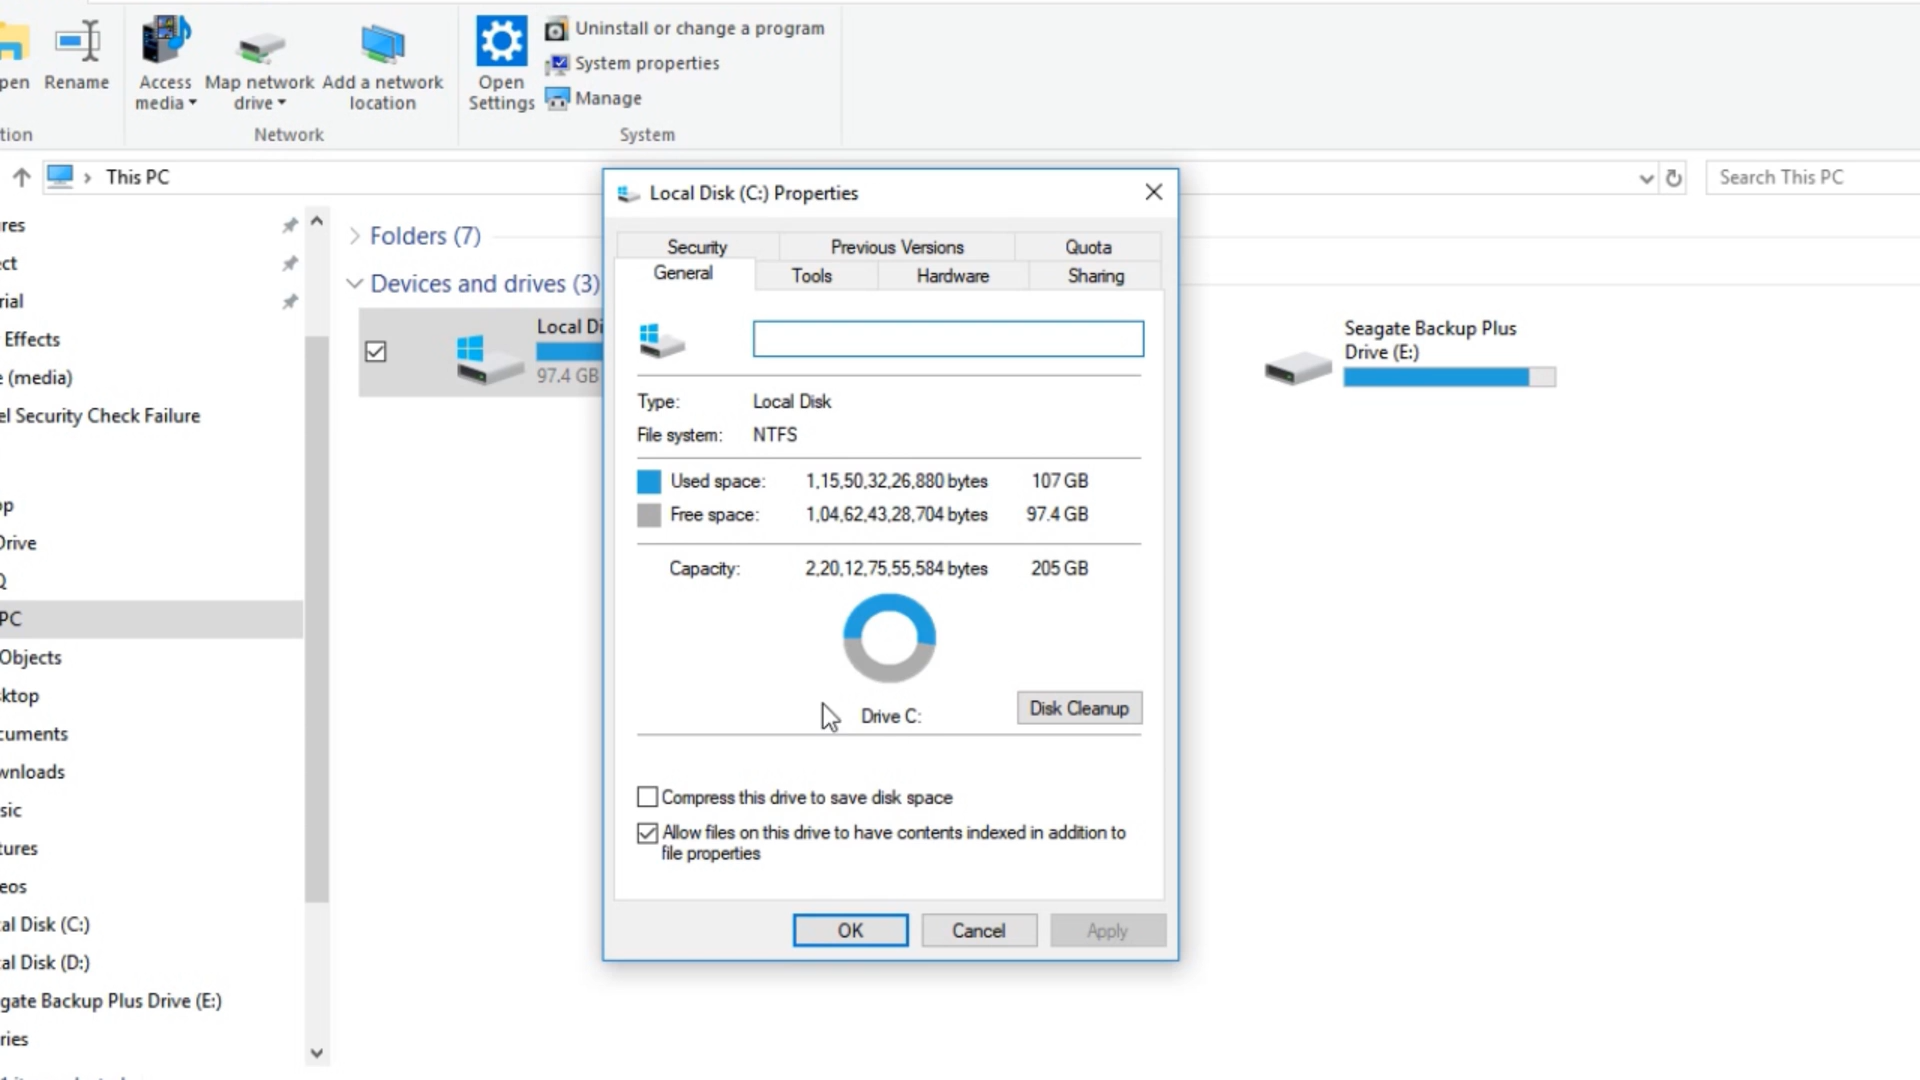 pen
Rename
Access
media
Map network
drive
Add a network
location
Open
Settings
Uninstall or change a program
System properties
Manage
tion
Network
System
This PC
Search This PC
res
ct
rial
Effects
e (media)
el Security Check Failure
op
Drive
Q
PC
Objects
ktop
cuments
wnloads
sic
tures
eos
al Disk (C:)
al Disk (D:)
gate Backup Plus Drive (E:)
ries
Folders (7)
Devices and drives (3)
Local Di
97.4 GB
Seagate Backup Plus
Drive (E:)
Local Disk (C:) Properties
Security
Previous Versions
Quota
General
Tools
Hardware
Sharing
Type: Local Disk
File system: NTFS
Used space: 1,15,50,32,26,880 bytes 107 GB
Free space: 1,04,62,43,28,704 bytes 97.4 GB
Capacity: 2,20,12,75,55,584 bytes 205 GB
Drive C:
Disk Cleanup
Compress this drive to save disk space
Allow files on this drive to have contents indexed in addition to
file properties
OK
Cancel
Apply